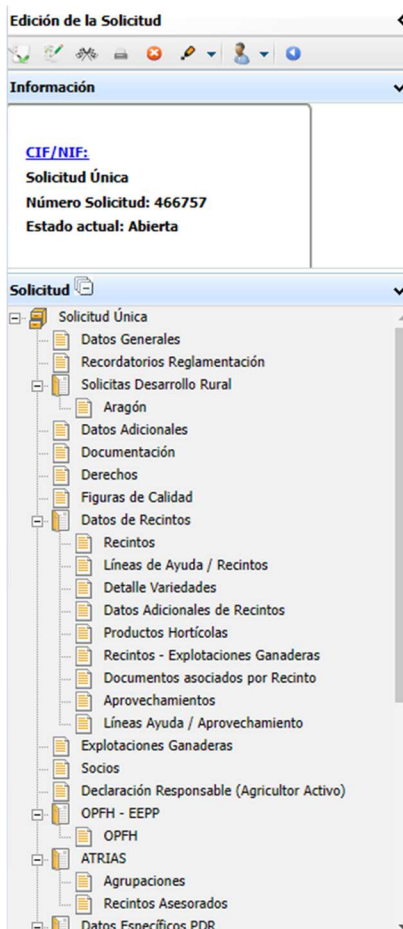 Edición de la Solicitud
Información
CIF/NIF:
Solicitud Única
Número Solicitud: 466757
Estado actual: Abierta
Solicitud
Solicitud Única
Datos Generales
Recordatorios Reglamentación
Solicitas Desarrollo Rural
Aragón
Datos Adicionales
Documentación
Derechos
Figuras de Calidad
Datos de Recintos
Recintos
Líneas de Ayuda / Recintos
Detalle Variedades
Datos Adicionales de Recintos
Productos Hortícolas
Recintos - Explotaciones Ganaderas
Documentos asociados por Recinto
Aprovechamientos
Líneas Ayuda / Aprovechamiento
Explotaciones Ganaderas
Socios
Declaración Responsable (Agricultor Activo)
OPFH - EEPP
OPFH
ATRIAS
Agrupaciones
Recintos Asesorados
Datos Específicos PDR